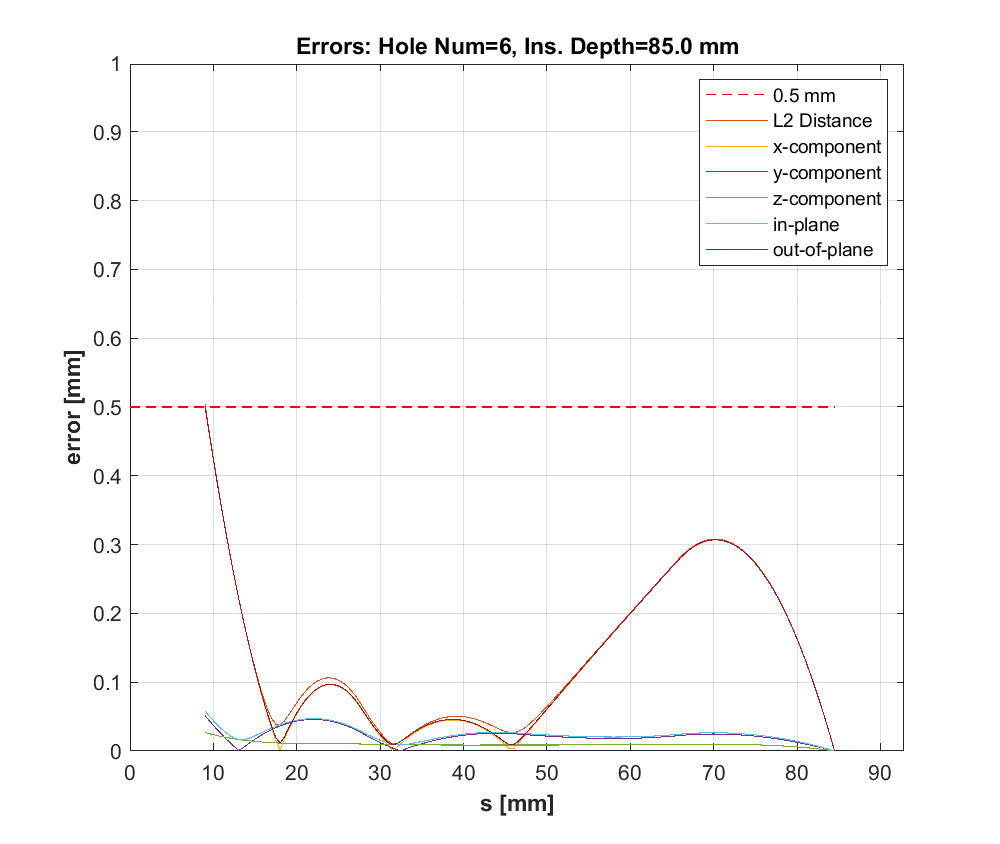 Errors: Hole Num=6, Ins. Depth=85.0 mm
1
0.9
0.8
0.7
0.6
0.5
0.4
0.3
0.2
0.1
0
error [mm]
0.5 mm
L2 Distance
x-component
y-component
z-component
in-plane
out-of-plane
0 10 20 30 40 50 60 70 80 90
s [mm]